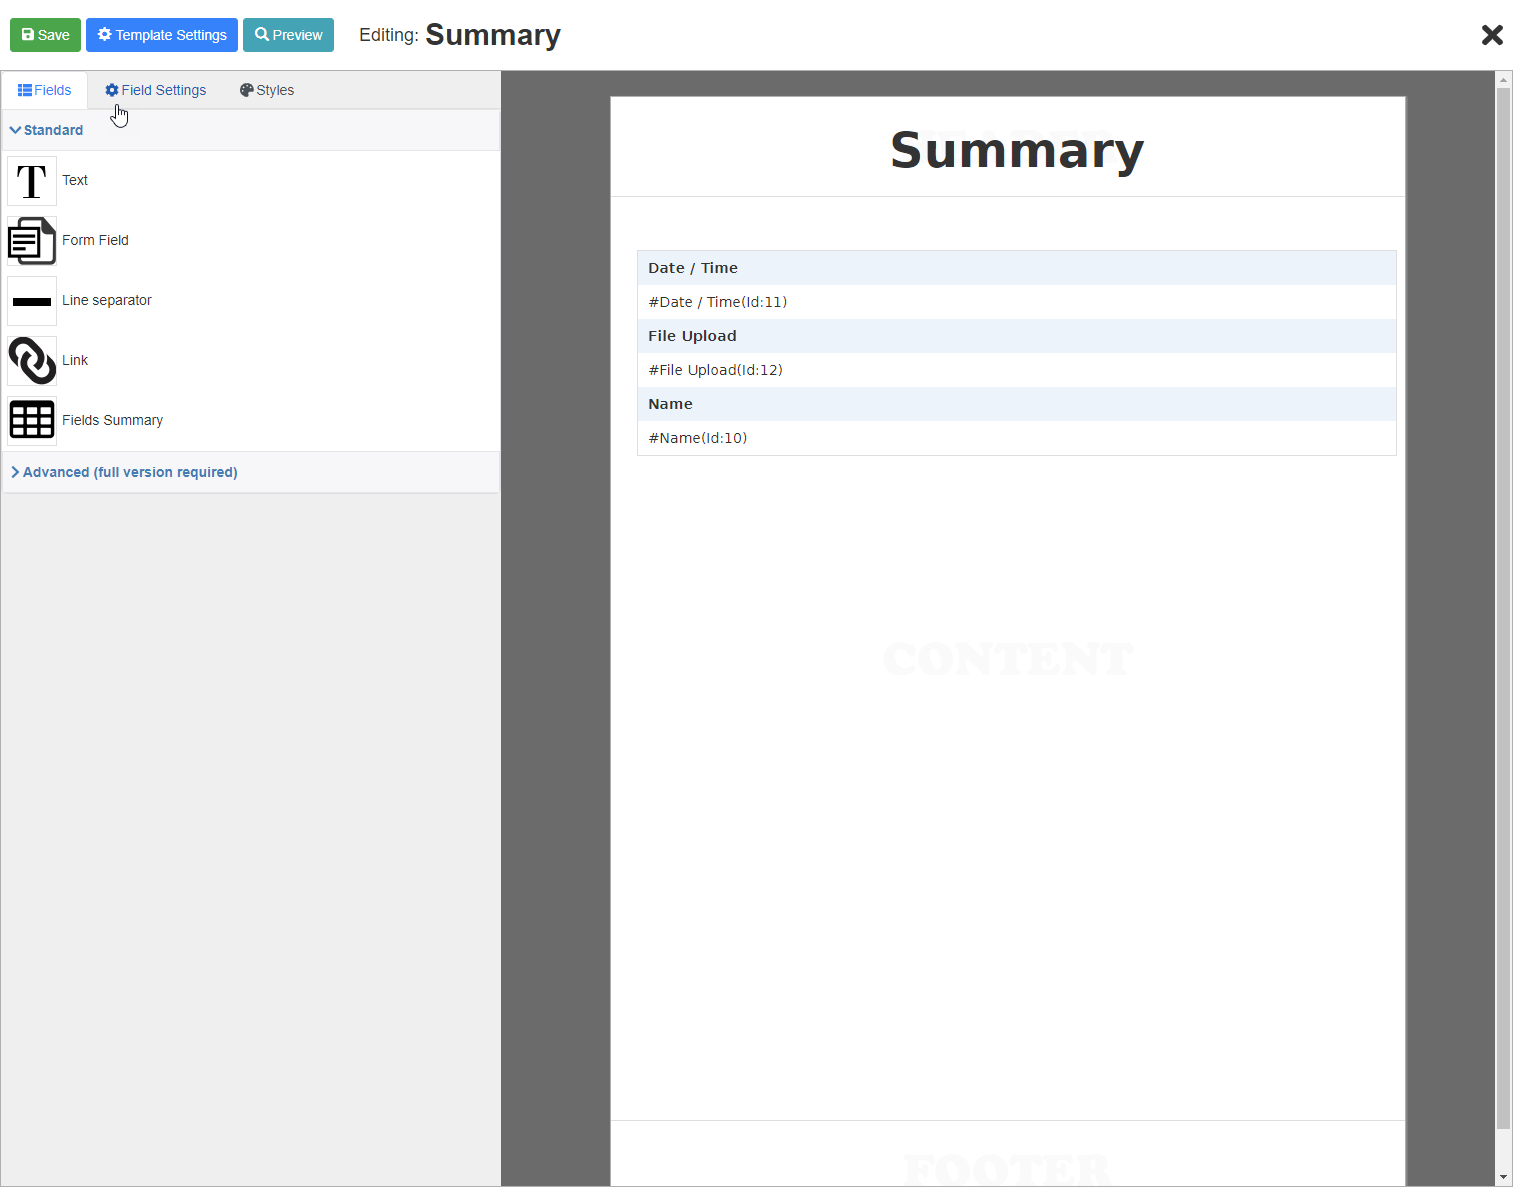 Save Template Settings Preview Editing: Summary
Fields Field Settings Styles
Standard
T Text
Form Field
Line separator
Link
Fields Summary
Advanced (full version required)
HEADER
Summary
Date / Time
#Date / Time(Id:11)
File Upload
#File Upload(Id:12)
Name
#Name(Id:10)
CONTENT
FOOTER